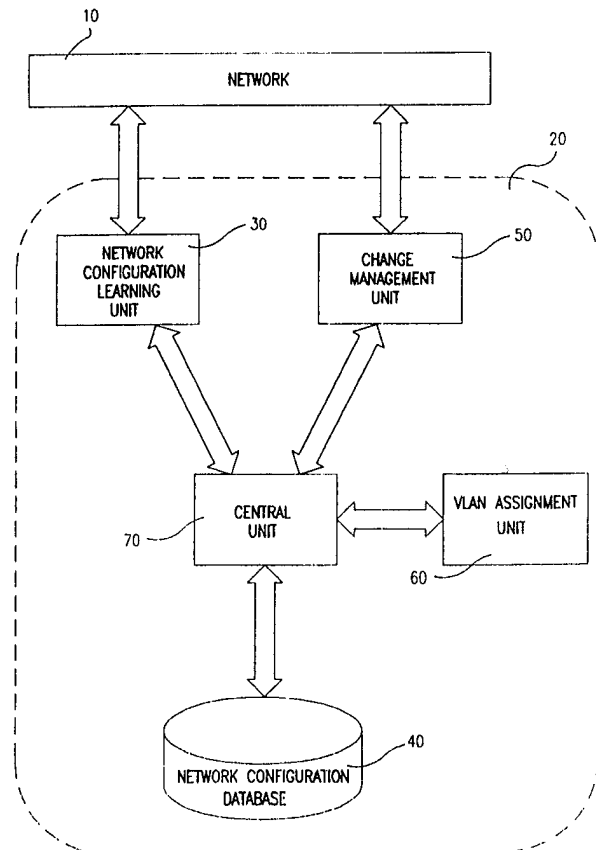 10
NETWORK
20
30
NETWORK
CONFIGURATION
LEARNING
UNIT
50
CHANGE
MANAGEMENT
UNIT
CENTRAL
UNIT
70
VLAN ASSIGNMENT
UNIT
60
40
NETWORK CONFIGURATION
DATABASE